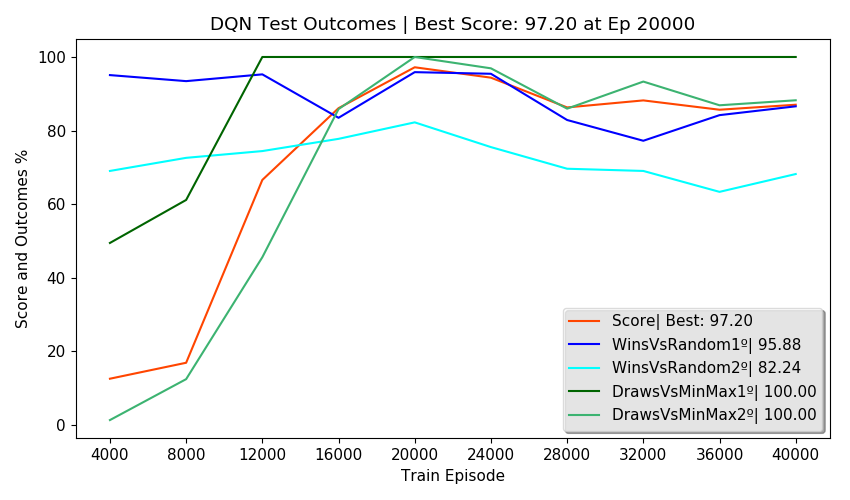 DQN Test Outcomes | Best Score: 97.20 at Ep 20000
Score and Outcomes %
100
80
60
40
20
0
Score| Best: 97.20
WinsVsRandom1º| 95.88
WinsVsRandom2º| 82.24
DrawsVsMinMax1º| 100.00
DrawsVsMinMax2º| 100.00
4000 8000 12000 16000 20000 24000 28000 32000 36000 40000
Train Episode